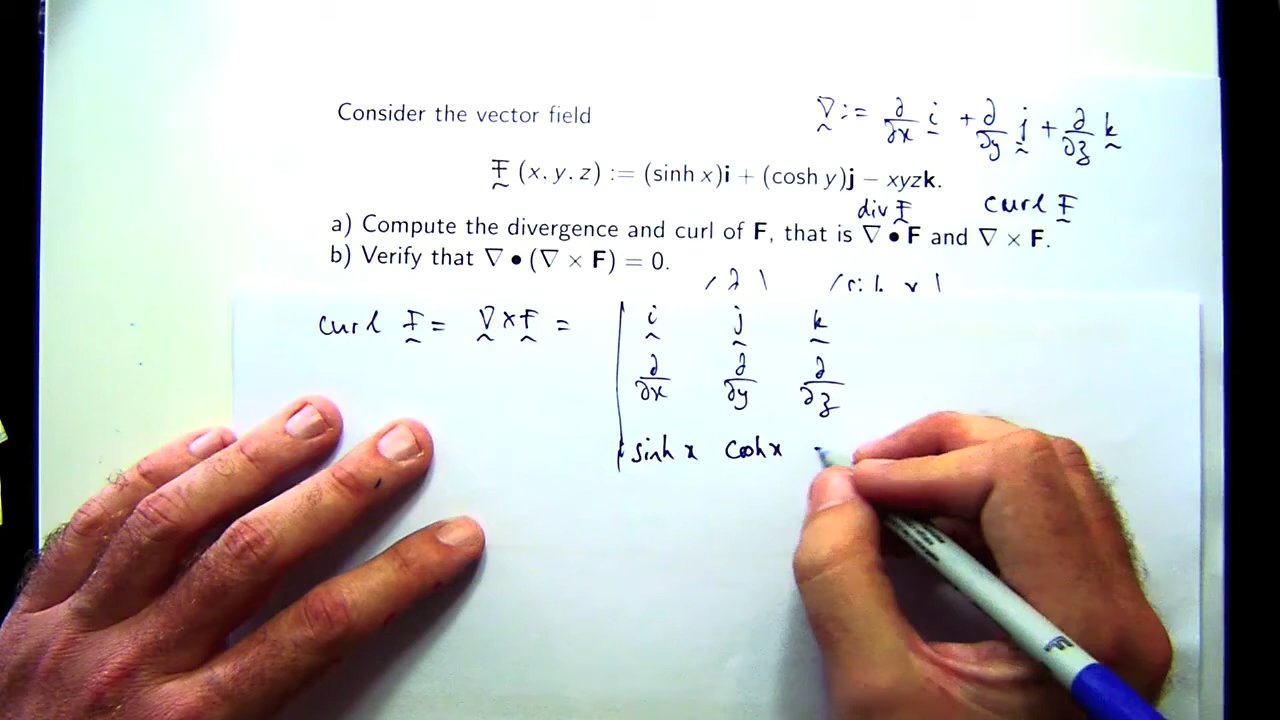 Consider the vector field
∇ := ∂/∂x i + ∂/∂y j + ∂/∂z k
F (x, y, z) := (sinh x)i + (cosh y)j − xyzk.
div F curl F
a) Compute the divergence and curl of F, that is ∇ • F and ∇ × F.
b) Verify that ∇ • (∇ × F) = 0.
curl F = ∇ × F = | i j k
∂/∂x ∂/∂y ∂/∂z
sinh x cosh x